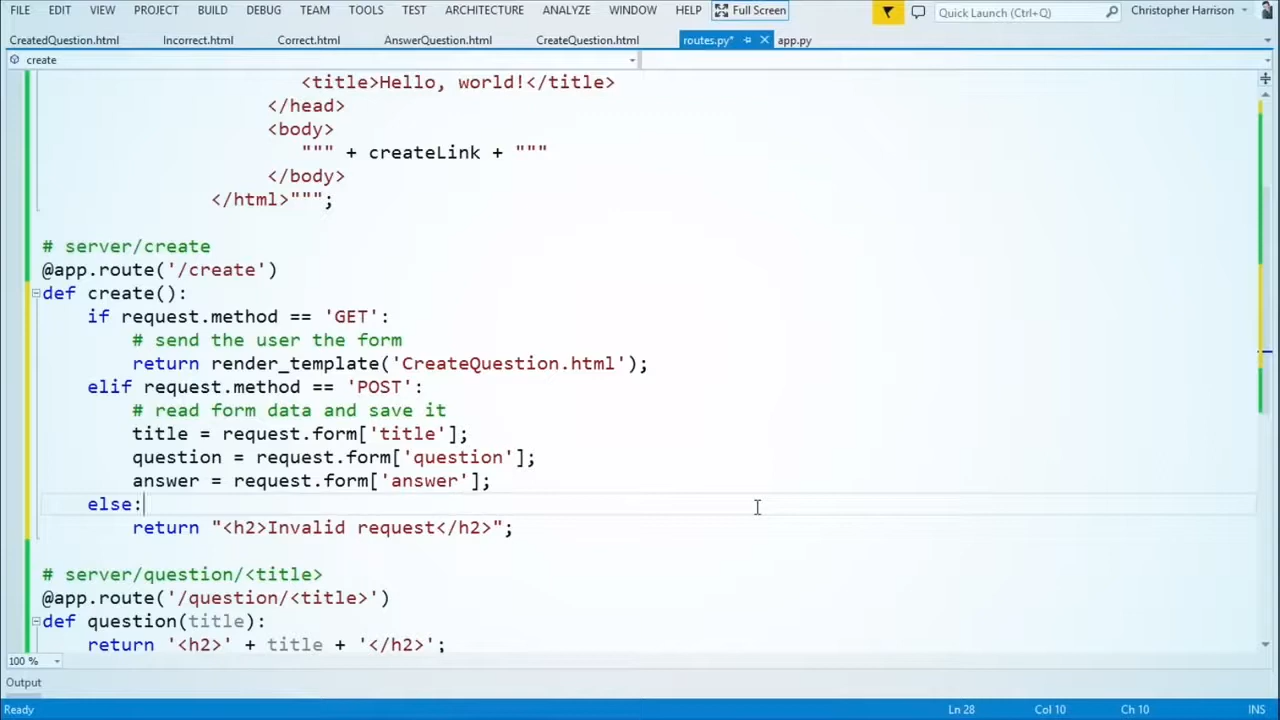 FILE EDIT VIEW PROJECT BUILD DEBUG TEAM TOOLS TEST ARCHITECTURE ANALYZE WINDOW HELP Full Screen Quick Launch (Ctrl+Q) Christopher Harrison
CreatedQuestion.html Incorrect.html Correct.html AnswerQuestion.html CreateQuestion.html routes.py* app.py
create
<title>Hello, world!</title>
</head>
<body>
""" + createLink + """
</body>
</html>""";
# server/create
@app.route('/create')
def create():
if request.method == 'GET':
# send the user the form
return render_template('CreateQuestion.html');
elif request.method == 'POST':
# read form data and save it
title = request.form['title'];
question = request.form['question'];
answer = request.form['answer'];
else:
return "<h2>Invalid request</h2>";
# server/question/<title>
@app.route('/question/<title>')
def question(title):
return '<h2>' + title + '</h2>';
100 %
Output
Ready Ln 28 Col 10 Ch 10 INS